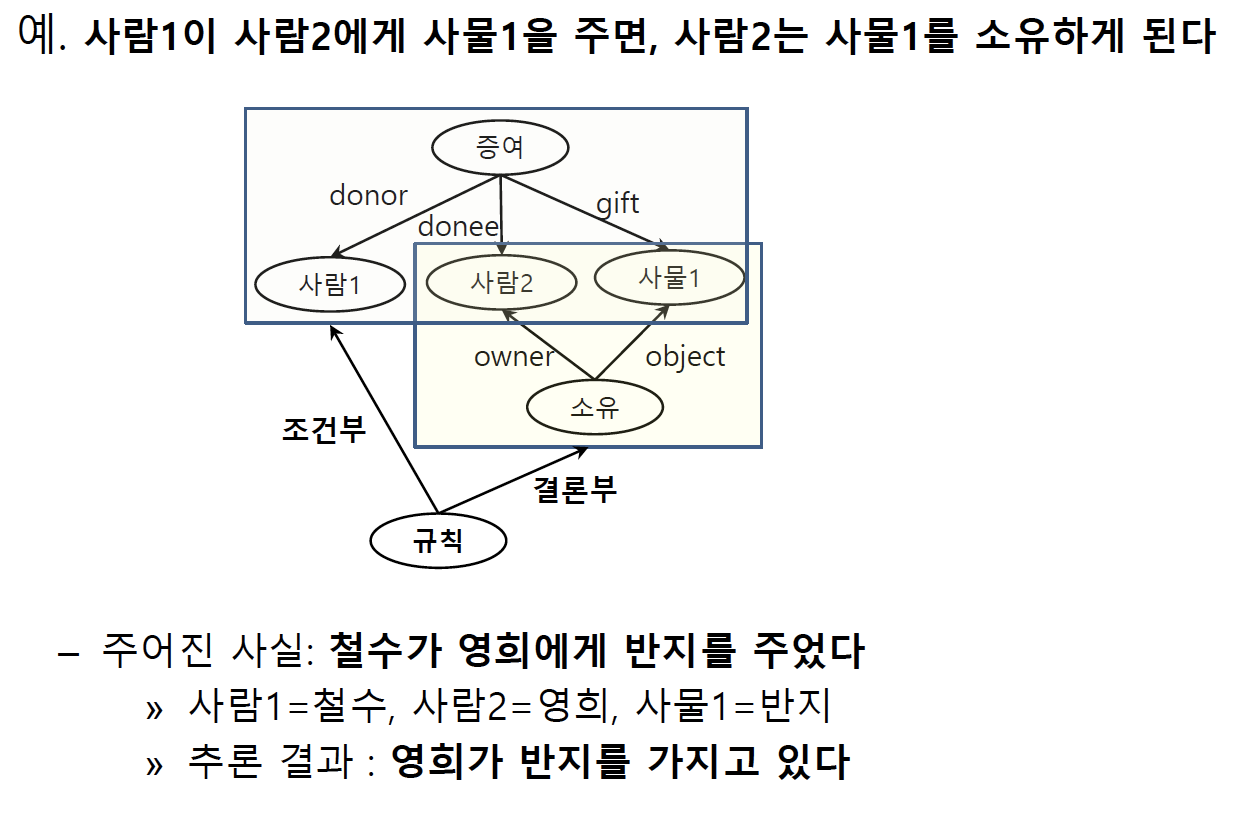 예. 사람1이 사람2에게 사물1을 주면, 사람2는 사물1를 소유하게 된다
증여
donor
gift
donee
사람1
사람2
사물1
owner
object
소유
조건부
결론부
규칙
– 주어진 사실: 철수가 영희에게 반지를 주었다
» 사람1=철수, 사람2=영희, 사물1=반지
» 추론 결과 : 영희가 반지를 가지고 있다